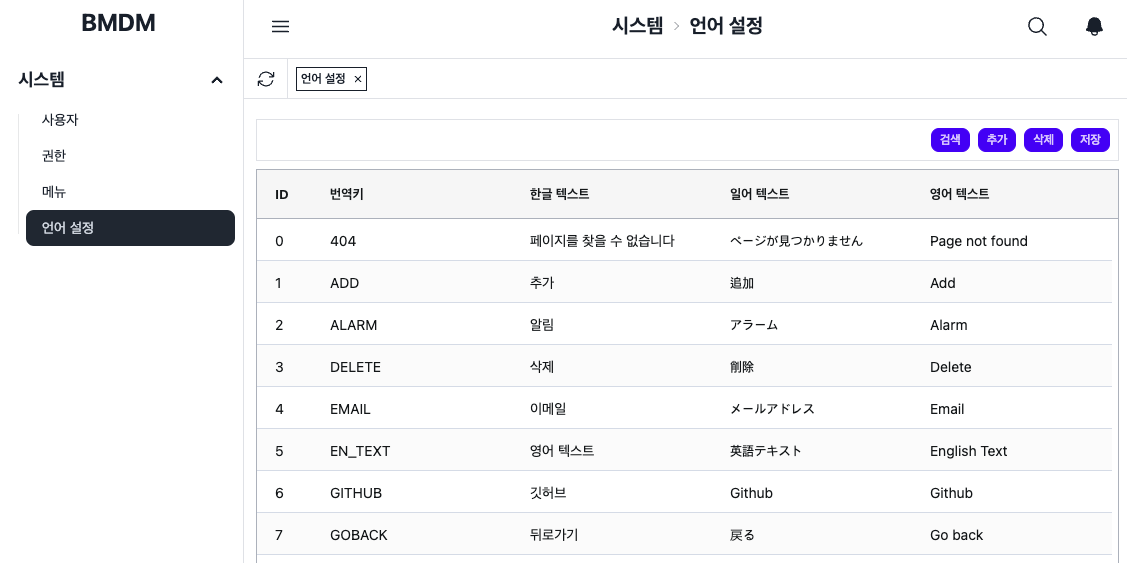 BMDM
시스템 > 언어 설정
시스템
언어 설정 ×
사용자
권한
메뉴
언어 설정
검색 추가 삭제 저장
ID 번역키 한글 텍스트 일어 텍스트 영어 텍스트
0 404 페이지를 찾을 수 없습니다 ページが見つかりません Page not found
1 ADD 추가 追加 Add
2 ALARM 알림 アラーム Alarm
3 DELETE 삭제 削除 Delete
4 EMAIL 이메일 メールアドレス Email
5 EN_TEXT 영어 텍스트 英語テキスト English Text
6 GITHUB 깃허브 Github Github
7 GOBACK 뒤로가기 戻る Go back